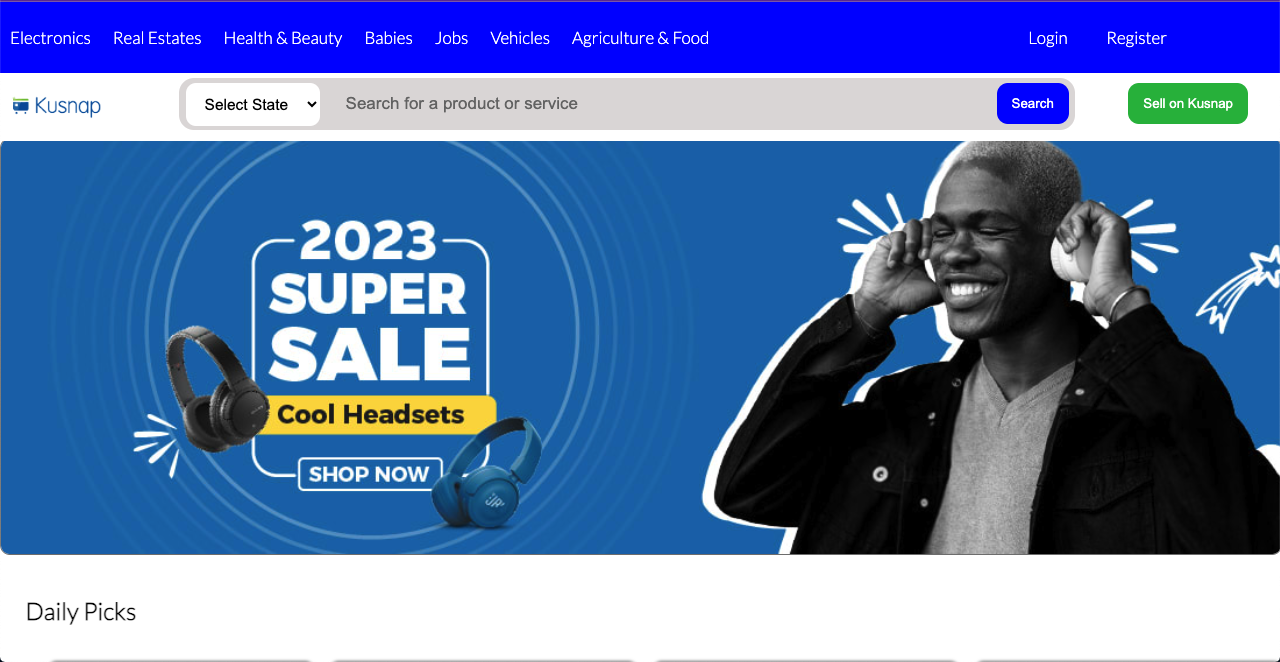 Electronics Real Estates Health & Beauty Babies Jobs Vehicles Agriculture & Food Login Register
Kusnap Select State Search for a product or service Search Sell on Kusnap
2023
SUPER
SALE
Cool Headsets
SHOP NOW
Daily Picks